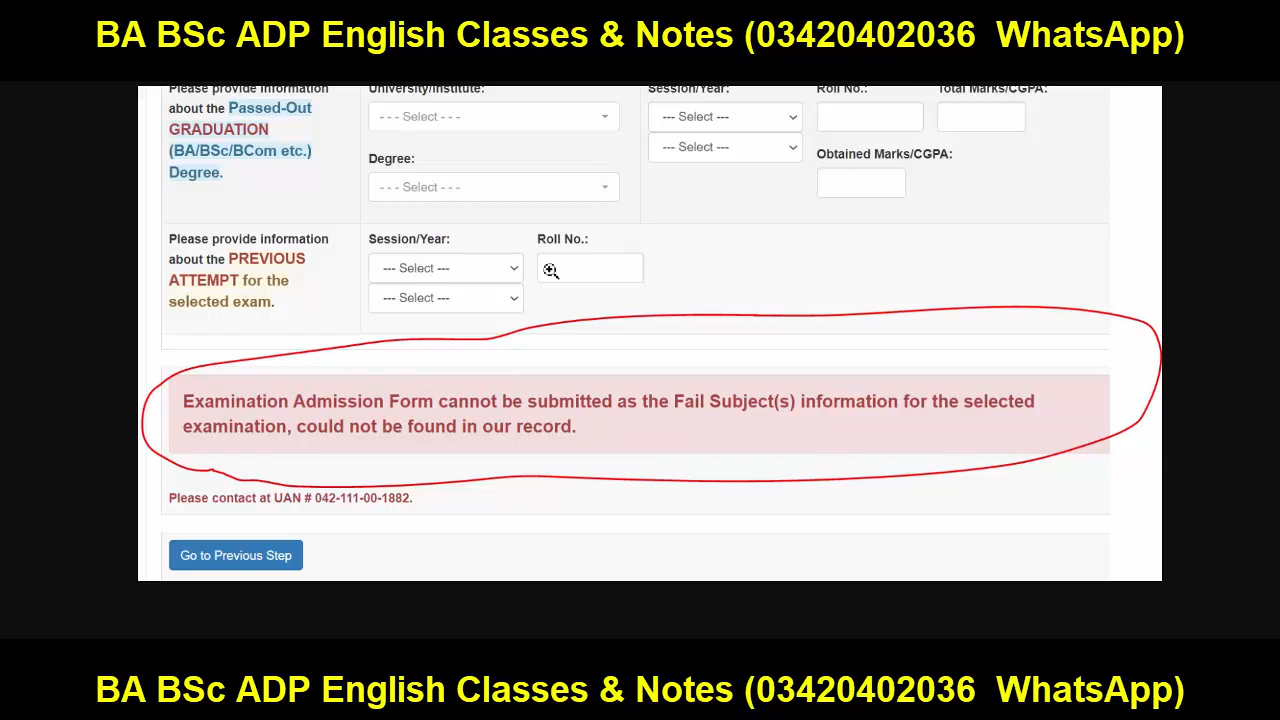 BA BSc ADP English Classes & Notes (03420402036 WhatsApp)
Please provide information
about the Passed-Out
GRADUATION
(BA/BSc/BCom etc.)
Degree.
University/Institute:
- - - Select - - -
Degree:
- - - Select - - -
Session/Year:
--- Select ---
--- Select ---
Roll No.:
Total Marks/CGPA:
Obtained Marks/CGPA:
Please provide information
about the PREVIOUS
ATTEMPT for the
selected exam.
Session/Year:
--- Select ---
--- Select ---
Roll No.:
Examination Admission Form cannot be submitted as the Fail Subject(s) information for the selected
examination, could not be found in our record.
Please contact at UAN # 042-111-00-1882.
Go to Previous Step
BA BSc ADP English Classes & Notes (03420402036 WhatsApp)